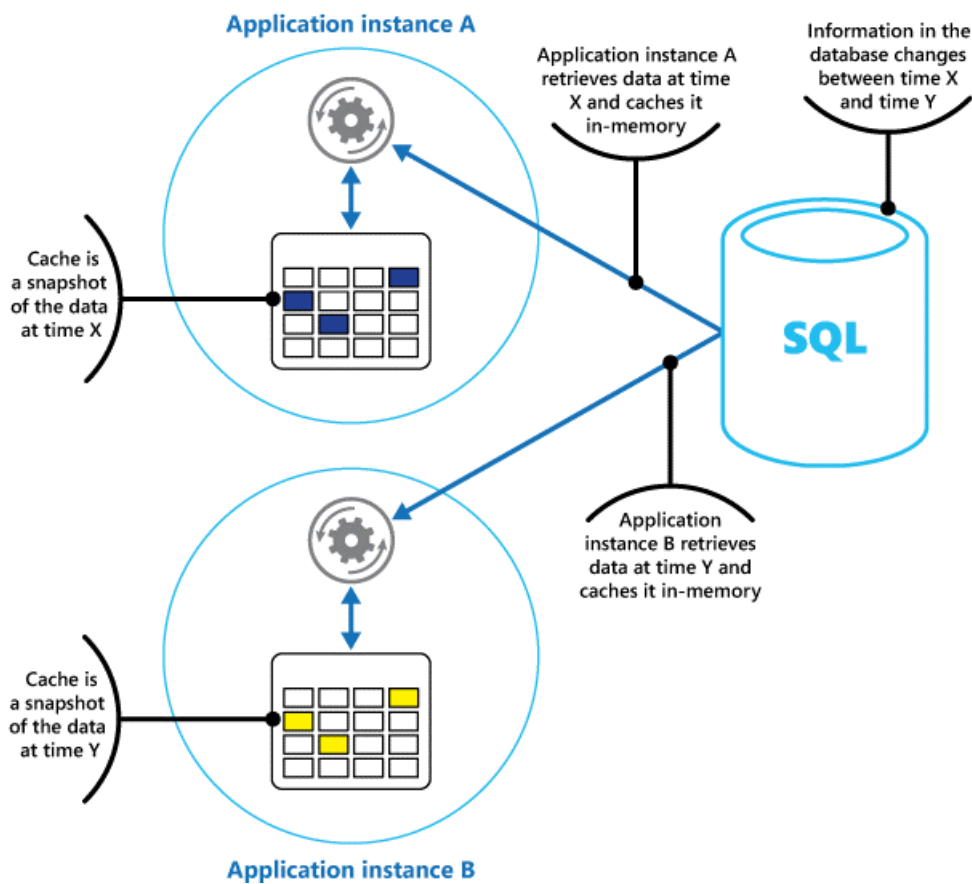 Application instance A
Application instance A
retrieves data at time
X and caches it
in-memory
Information in the
database changes
between time X
and time Y
Cache is
a snapshot
of the data
at time X
SQL
Application
instance B retrieves
data at time Y and
caches it in-memory
Cache is
a snapshot
of the data
at time Y
Application instance B